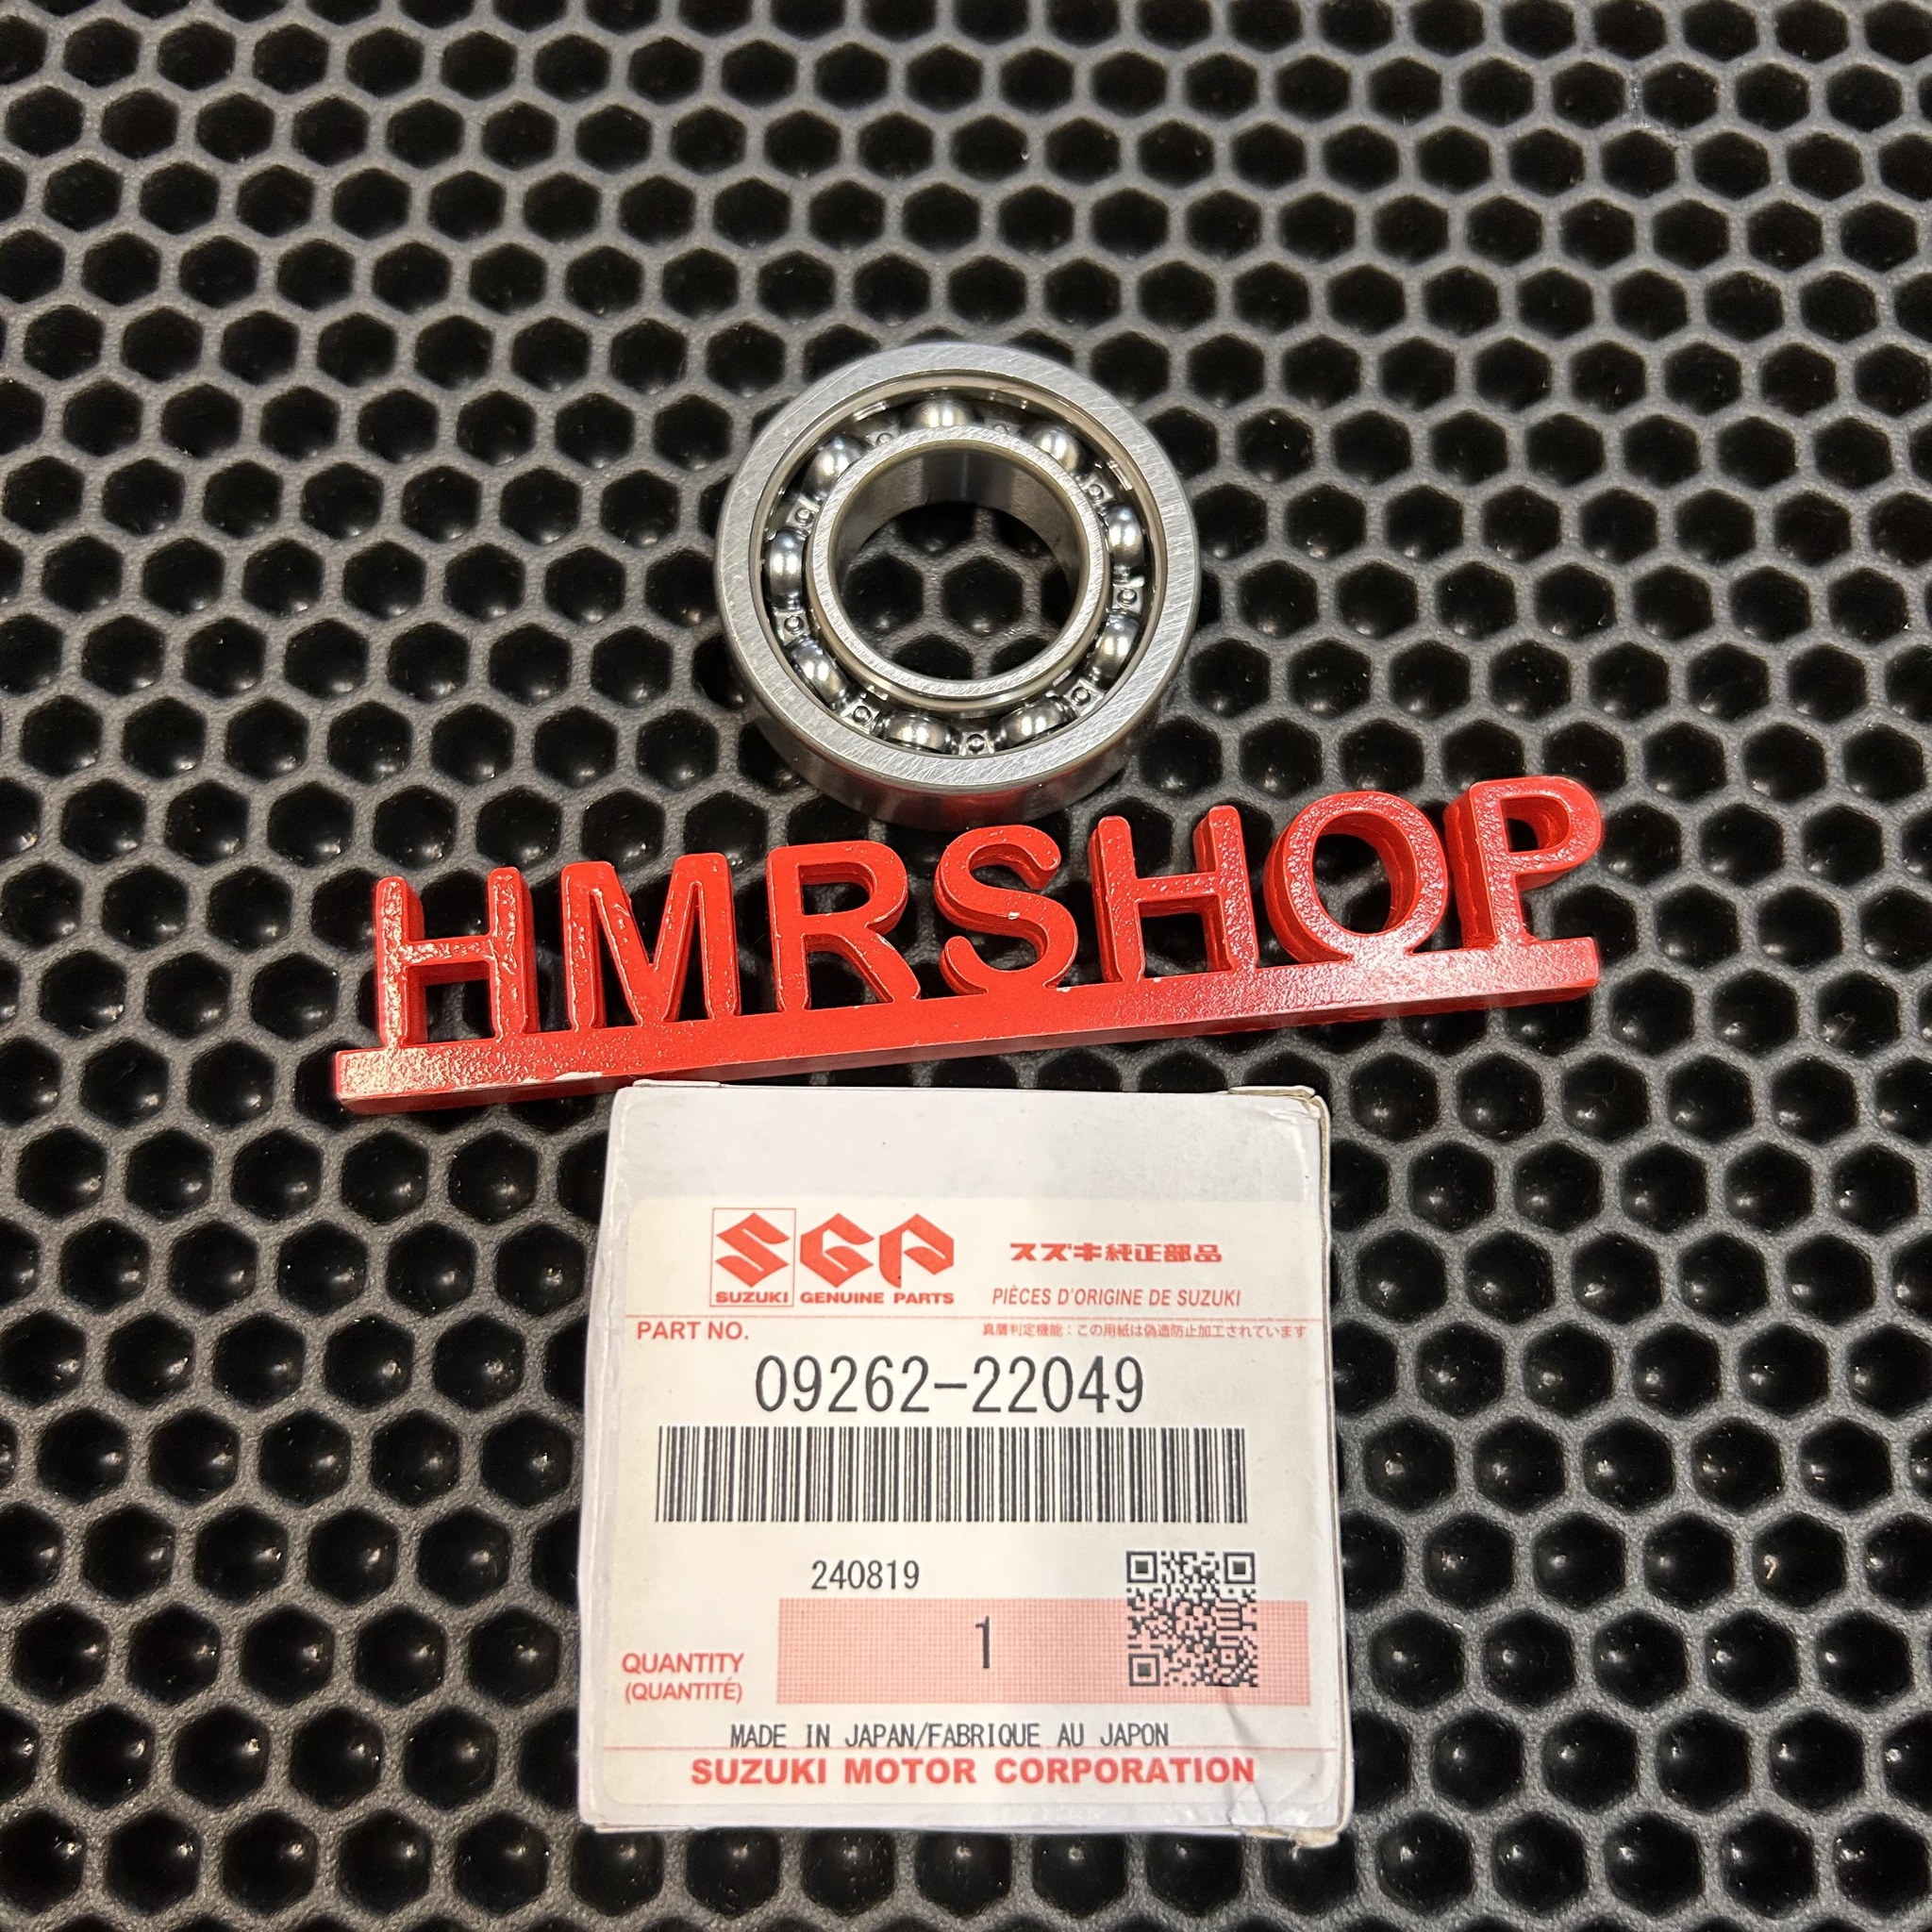 HMRSHOP
SGP
スズキ純正部品
SUZUKI GENUINE PARTS
PIÈCES D'ORIGINE DE SUZUKI
PART NO.
真贋判定機能：この用紙は偽造防止加工されています
09262-22049
240819
1
QUANTITY
(QUANTITÉ)
MADE IN JAPAN/FABRIQUE AU JAPON
SUZUKI MOTOR CORPORATION